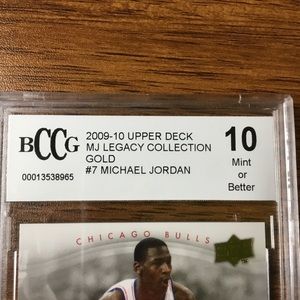 BCCG
00013538965
2009-10 UPPER DECK
MJ LEGACY COLLECTION
GOLD
#7 MICHAEL JORDAN
10
Mint
or
Better
CHICAGO BULLS